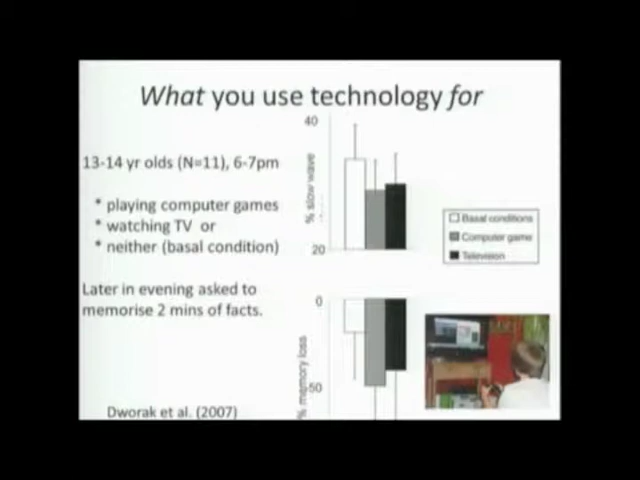 What you use technology for
13-14 yr olds (N=11), 6-7pm
* playing computer games
* watching TV or
* neither (basal condition)
Later in evening asked to
memorise 2 mins of facts.
Dworak et al. (2007)
40
% slow wave
20
Basal conditions
Computer game
Television
0
% memory loss
-50